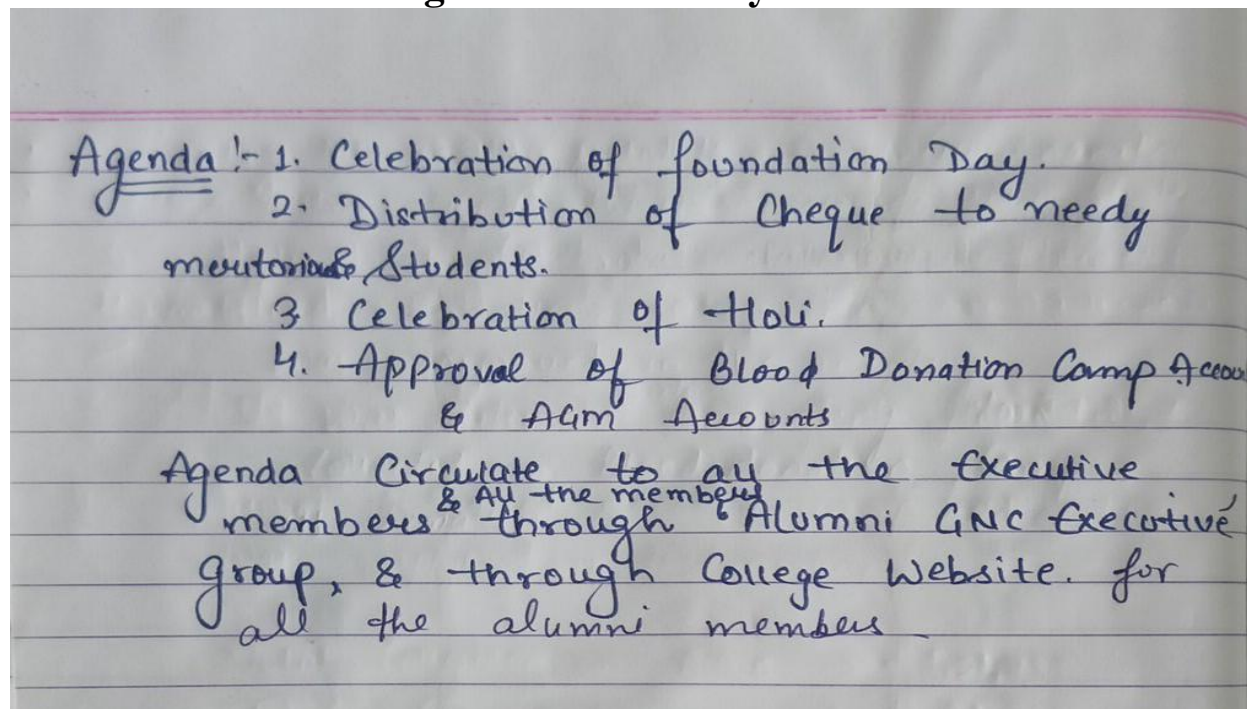 Agenda :- 1. Celebration of foundation Day.
2. Distribution of Cheque to needy
Students.
3 Celebration of Holi.
4. Approval of Blood Donation Camp Accou
& AGM Accounts
Agenda Circulate to all the Executive
& All the members
members through 'Alumni GNC Executive'
group, & through College Website. for
all the alumni members.